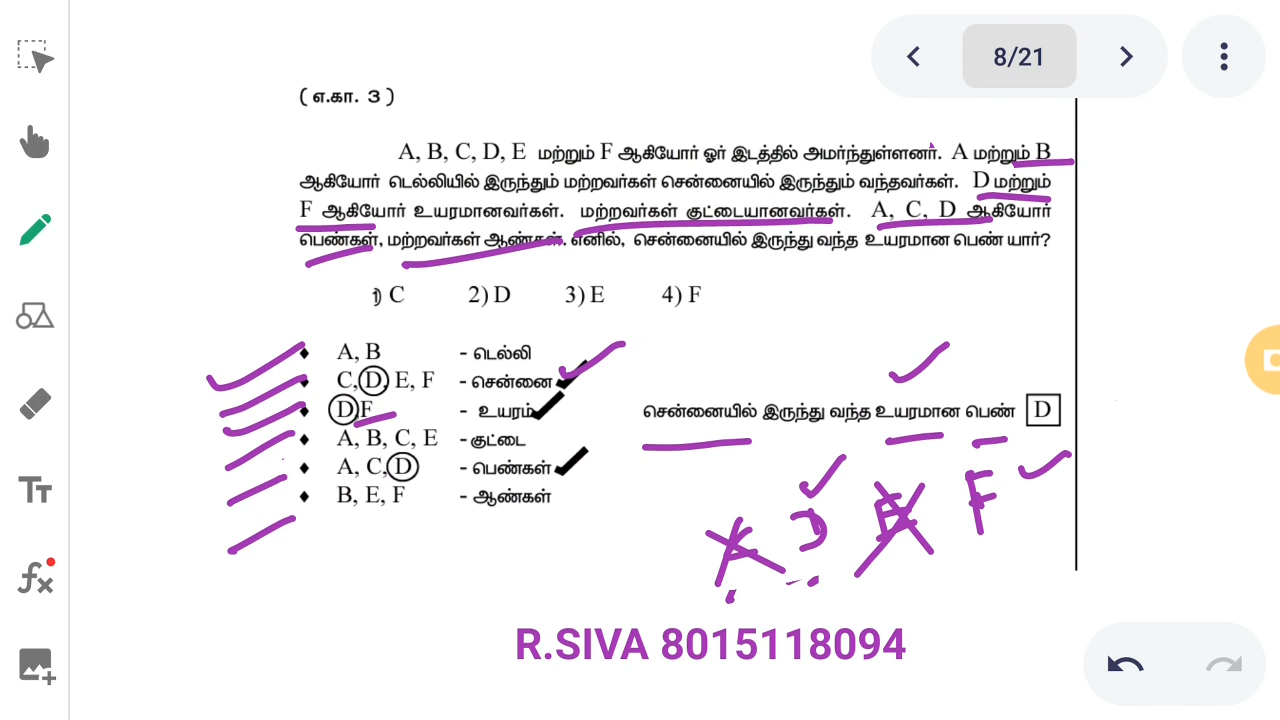 8/21
( எ.கா. 3 )
A, B, C, D, E மற்றும் F ஆகியோர் ஓர் இடத்தில் அமர்ந்துள்ளனர். A மற்றும் B
ஆகியோர் டெல்லியில் இருந்தும் மற்றவர்கள் சென்னையில் இருந்தும் வந்தவர்கள். D மற்றும்
F ஆகியோர் உயரமானவர்கள். மற்றவர்கள் குட்டையானவர்கள். A, C, D ஆகியோர்
பெண்கள், மற்றவர்கள் ஆண்கள். எனில், சென்னையில் இருந்து வந்த உயரமான பெண் யார்?
1) C 2) D 3) E 4) F
♦ A, B - டெல்லி
♦ C, D, E, F - சென்னை
♦ D F - உயரம் சென்னையில் இருந்து வந்த உயரமான பெண் D
♦ A, B, C, E - குட்டை
♦ A, C, D - பெண்கள்
♦ B, E, F - ஆண்கள்
D E F
R.SIVA 8015118094
Tт
fx